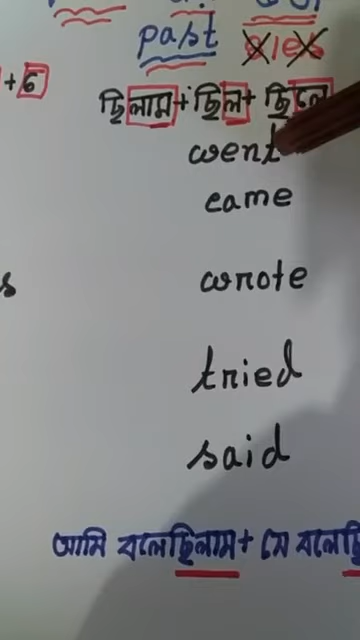 past
+ 6
ছিলাম+ছিল+ ছিলে
went
came
wrote
s
tried
said
আমি বলেছিলাম+ সে বলেছি